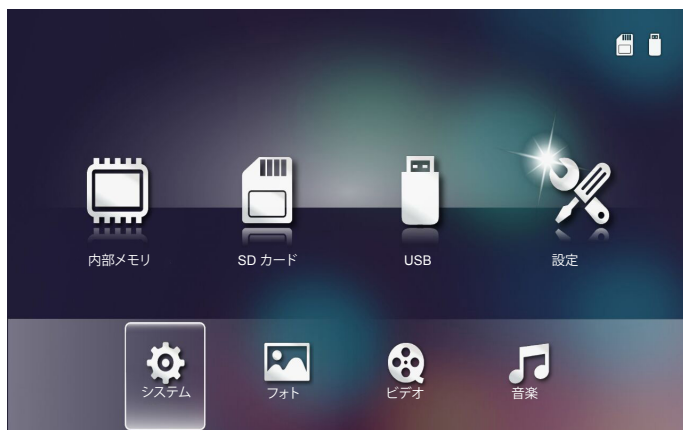 内部メモリ
SD カード
USB
設定
システム
フォト
ビデオ
音楽